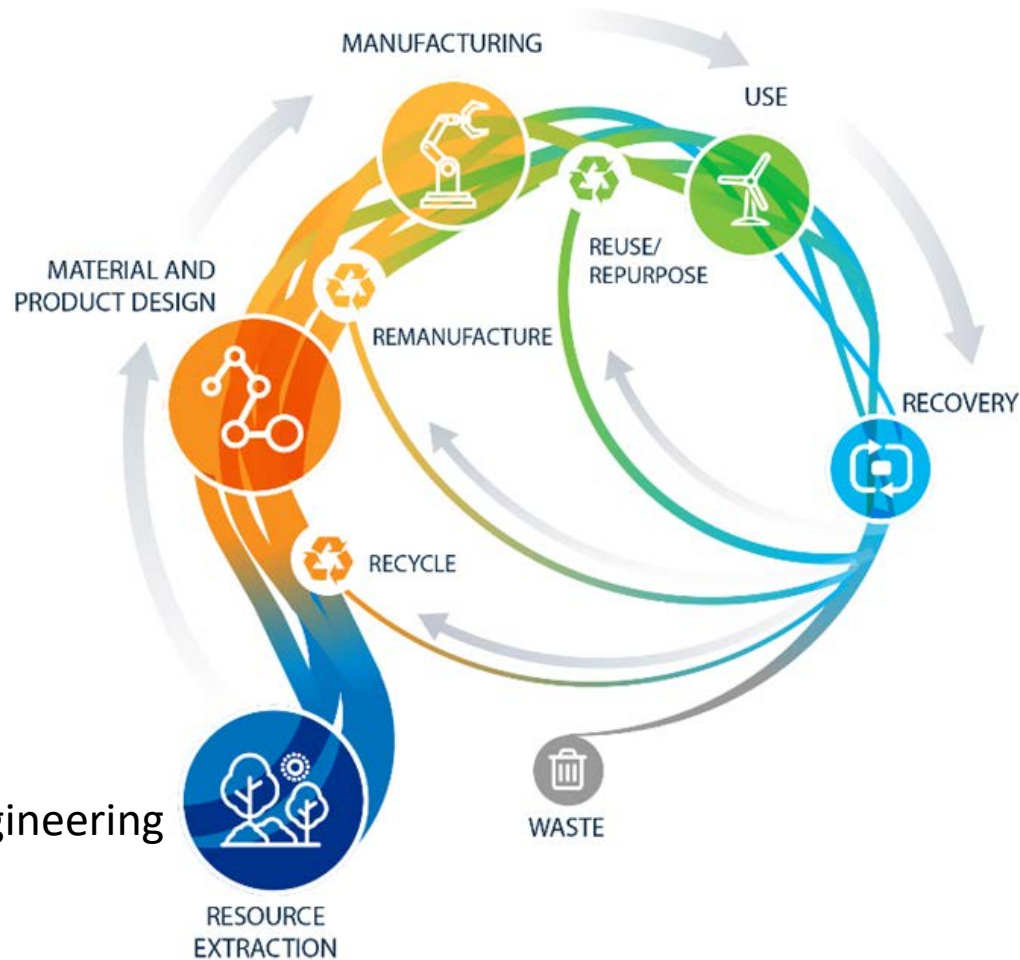 MANUFACTURING
USE
MATERIAL AND
PRODUCT DESIGN
REUSE/
REPURPOSE
REMANUFACTURE
RECOVERY
RECYCLE
gineering
WASTE
RESOURCE
EXTRACTION